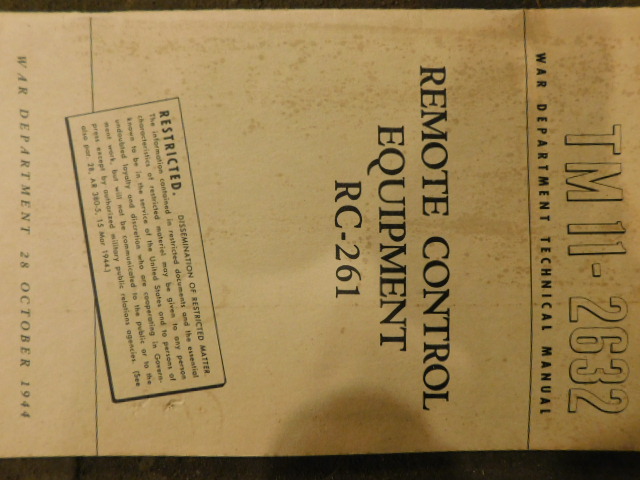 TM 11-2632
WAR DEPARTMENT TECHNICAL MANUAL
REMOTE CONTROL
EQUIPMENT
RC-261
RESTRICTED. DISSEMINATION OF RESTRICTED MATTER.
The information contained in restricted documents and the essential
characteristics of restricted materiel may be given to any person
known to be in the service of the United States and to persons of
undoubted loyalty and discretion who are cooperating in Govern-
ment work, but will not be communicated to the public or to the
press except by authorized military public relations agencies. (See
also par. 28, AR 380-5, 15 Mar 1944.)
WAR DEPARTMENT 28 OCTOBER 1944